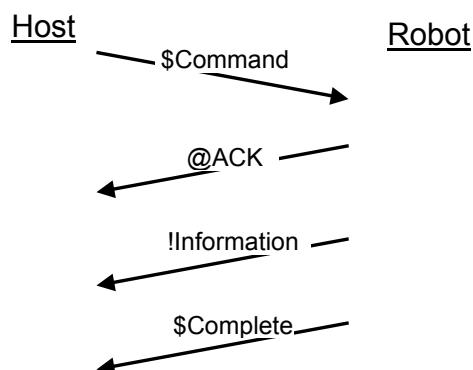 Host
Robot
$Command
@ACK
!Information
$Complete